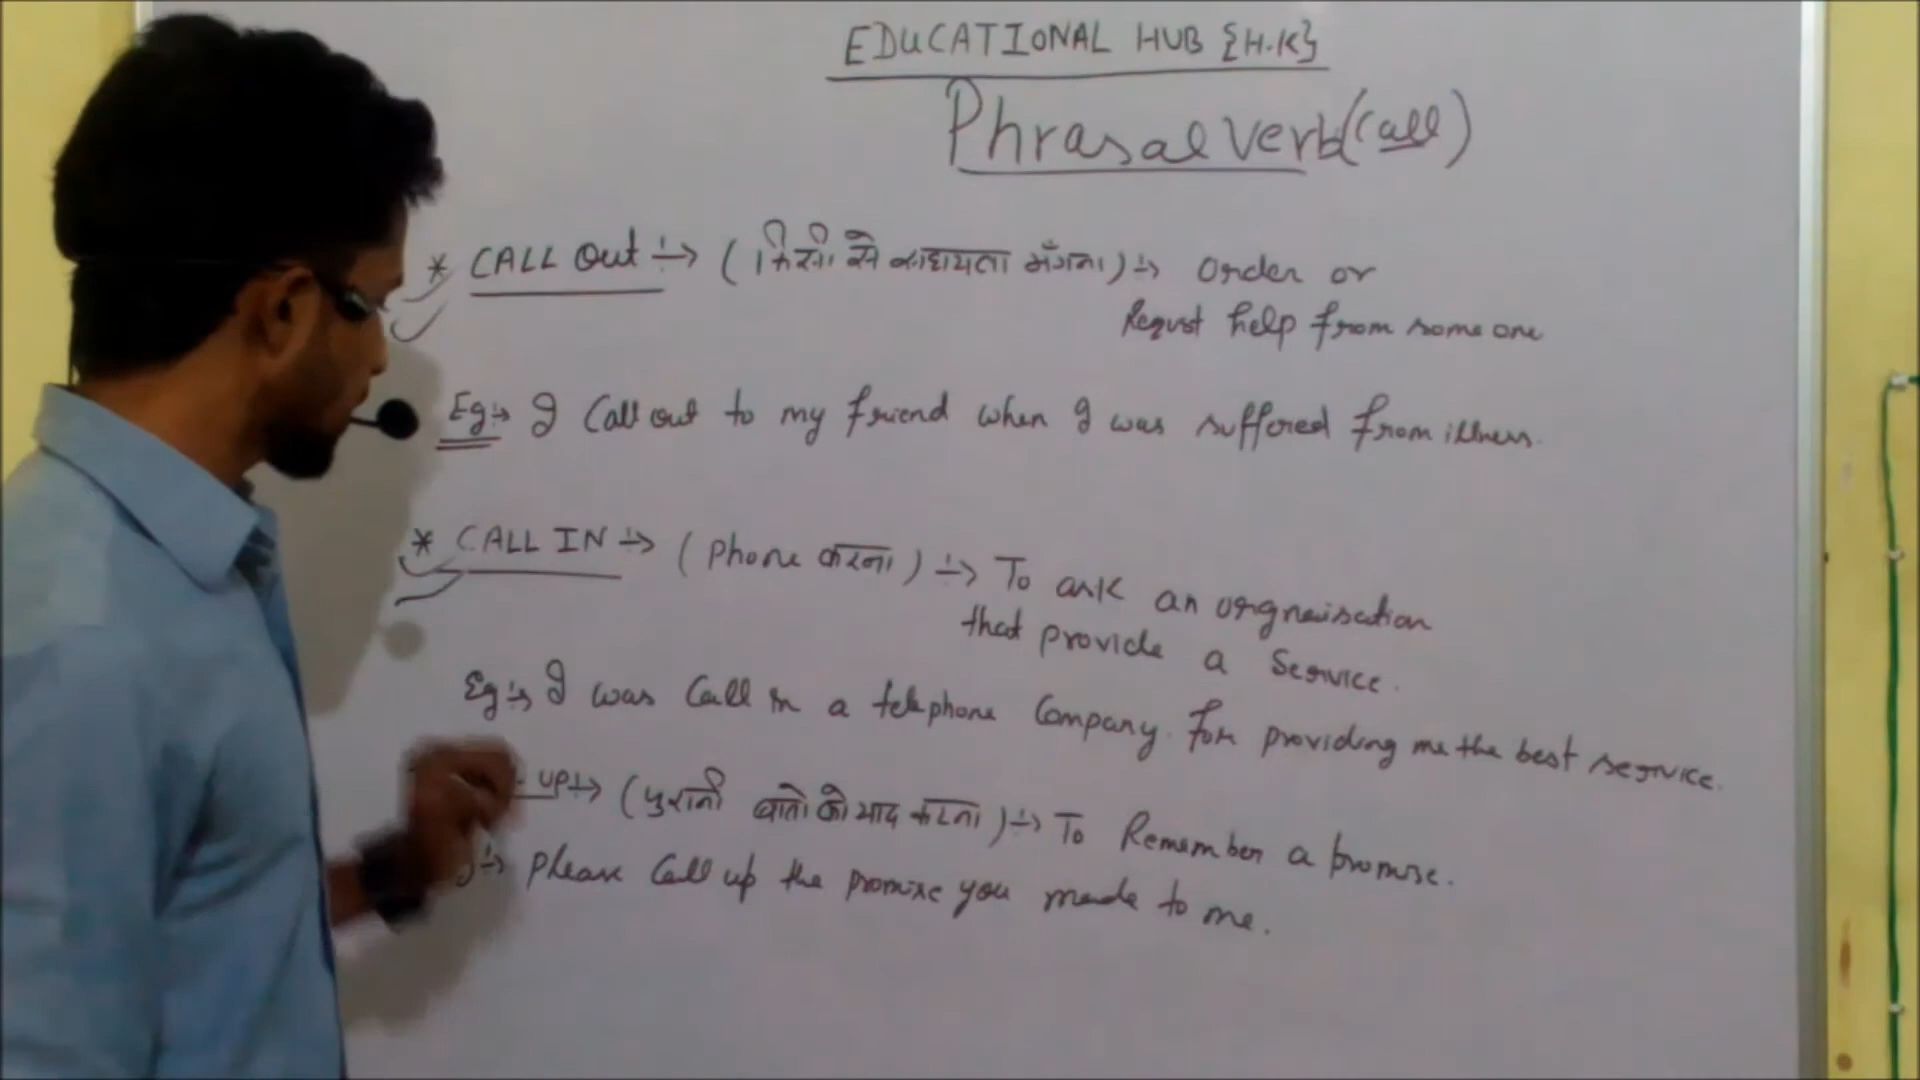 EDUCATIONAL HUB {H.K}
Phrasal Verb (Call)
* CALL Out :-> (किसी से सहायता माँगना) :-> Order or
Requst help from some one
Eg:-> I Call out to my friend when I was suffered from illness.
* CALL IN :-> (Phone करना) :-> To ask an orgnaisation
that provide a Service.
Eg:-> I was Call in a telephone Company. For providing me the best service.
UP :-> (पुरानी बातो को याद करना) :-> To Remember a promise.
:-> Please Call up the promise you made to me.